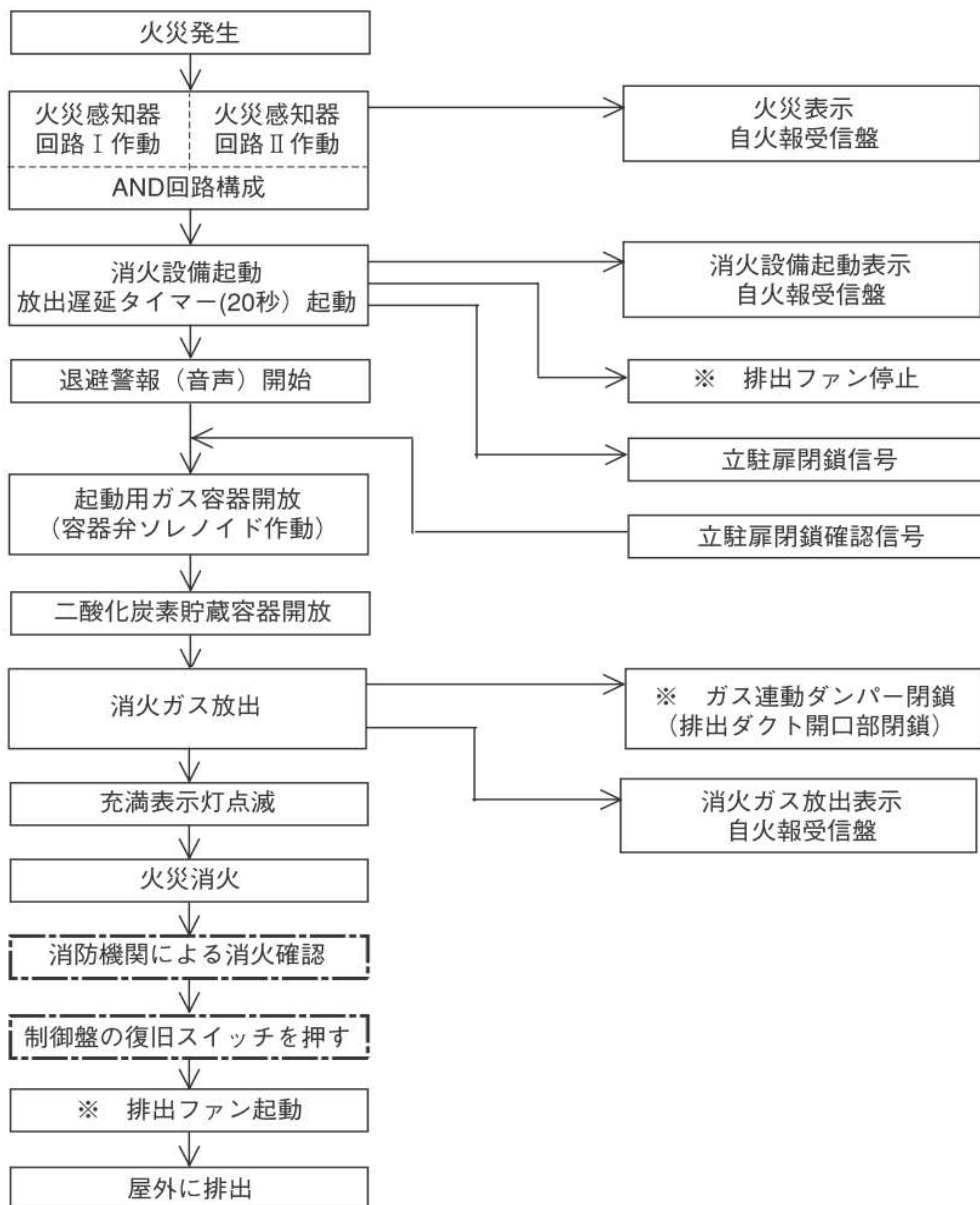 火災発生
火災感知器
回路Ⅰ作動
火災感知器
回路Ⅱ作動
AND回路構成
火災表示
自火報受信盤
消火設備起動
放出遅延タイマー(20秒）起動
消火設備起動表示
自火報受信盤
退避警報（音声）開始
※　排出ファン停止
立駐扉閉鎖信号
起動用ガス容器開放
（容器弁ソレノイド作動）
立駐扉閉鎖確認信号
二酸化炭素貯蔵容器開放
消火ガス放出
※　ガス連動ダンパー閉鎖
（排出ダクト開口部閉鎖）
充満表示灯点滅
消火ガス放出表示
自火報受信盤
火災消火
消防機関による消火確認
制御盤の復旧スイッチを押す
※　排出ファン起動
屋外に排出